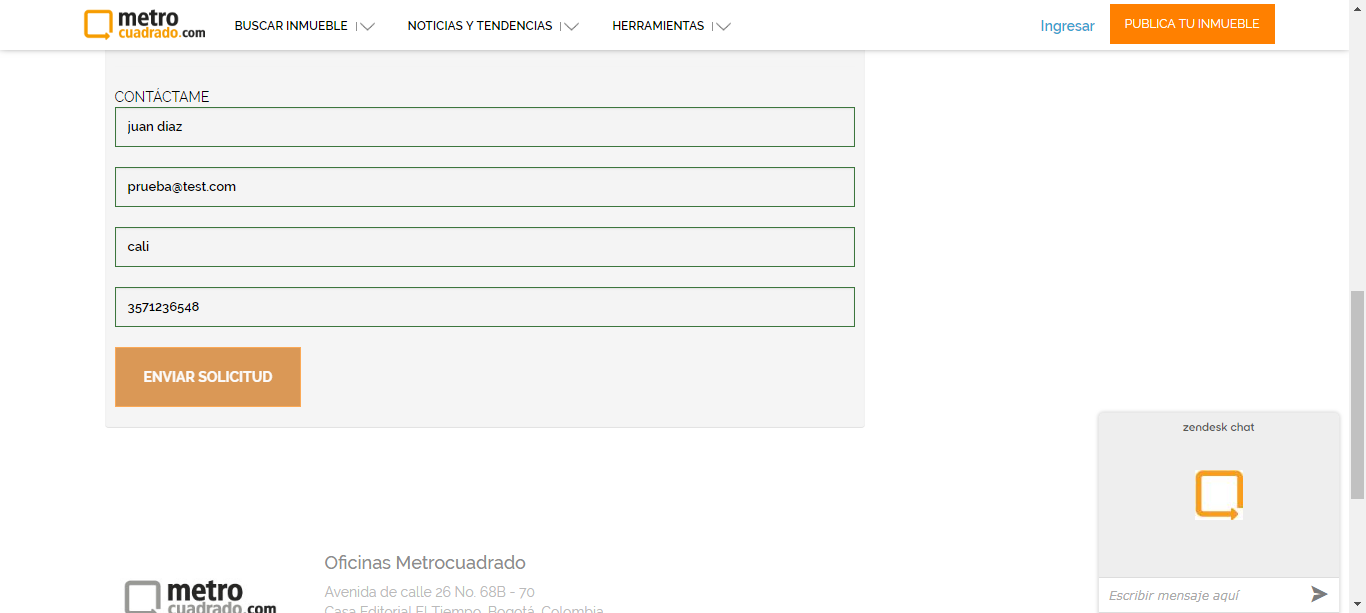 metro
cuadrado.com
BUSCAR INMUEBLE
NOTICIAS Y TENDENCIAS
HERRAMIENTAS
Ingresar
PUBLICA TU INMUEBLE
CONTÁCTAME
juan diaz
prueba@test.com
cali
3571236548
ENVIAR SOLICITUD
zendesk chat
Escribir mensaje aquí
Oficinas Metrocuadrado
Avenida de calle 26 No. 68B - 70
Casa Editorial El Tiempo, Bogotá, Colombia
metro
cuadrado.com